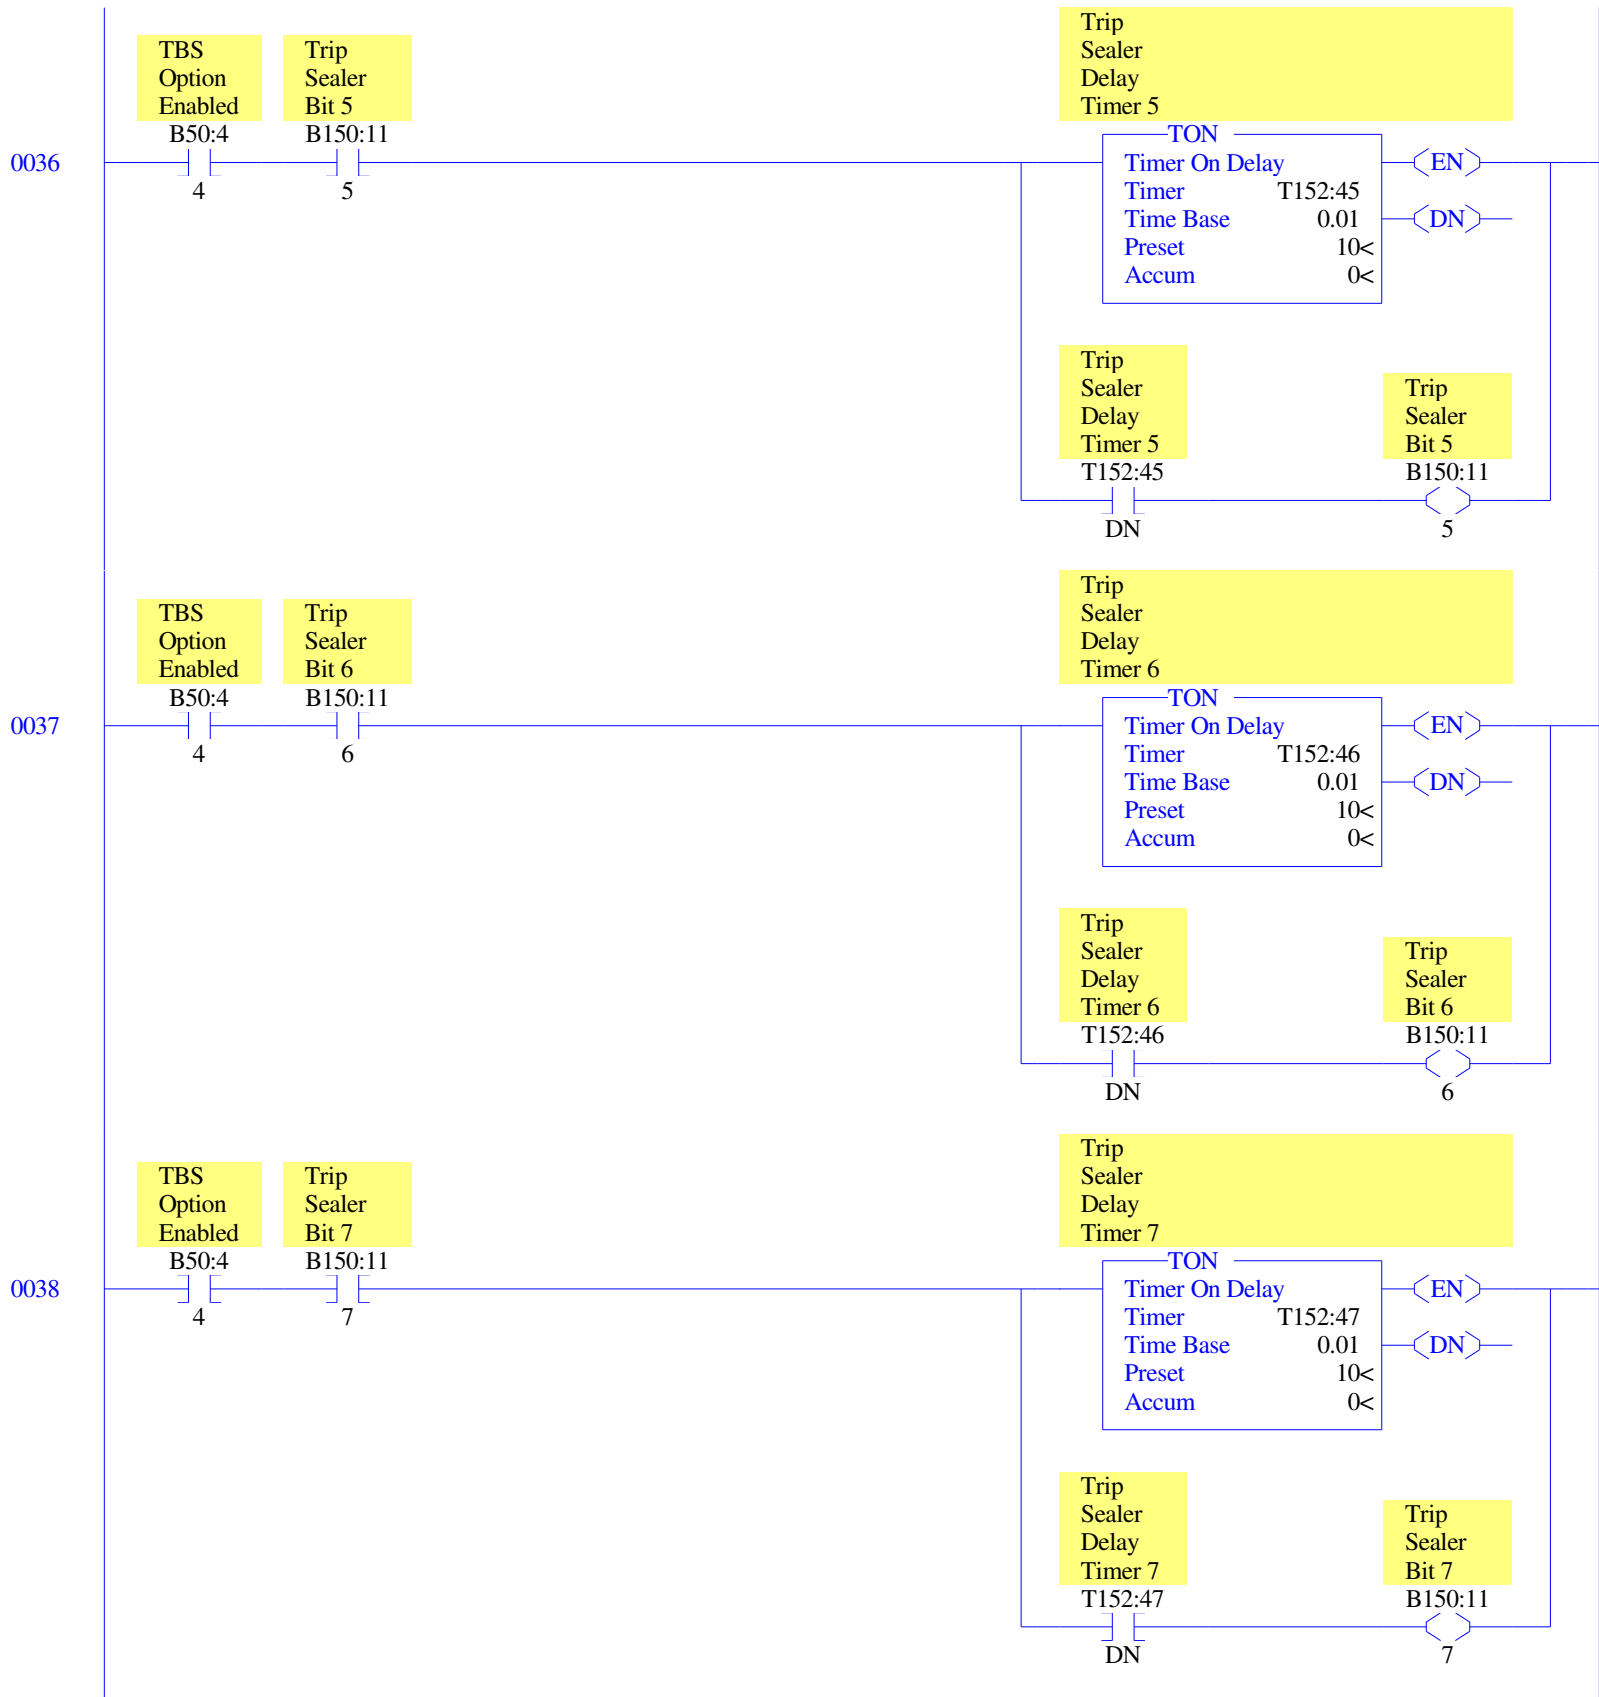 Trip
Sealer
Delay
Timer 5
TBS
Option
Enabled
Trip
Sealer
Bit 5
B50:4
B150:11
TON
0036
4
5
Timer On Delay
Timer T152:45
Time Base 0.01
Preset 10<
Accum 0<
EN
DN
Trip
Sealer
Delay
Timer 5
T152:45
DN
Trip
Sealer
Bit 5
B150:11
5
Trip
Sealer
Delay
Timer 6
TBS
Option
Enabled
Trip
Sealer
Bit 6
B50:4
B150:11
TON
0037
4
6
Timer On Delay
Timer T152:46
Time Base 0.01
Preset 10<
Accum 0<
EN
DN
Trip
Sealer
Delay
Timer 6
T152:46
DN
Trip
Sealer
Bit 6
B150:11
6
Trip
Sealer
Delay
Timer 7
TBS
Option
Enabled
Trip
Sealer
Bit 7
B50:4
B150:11
TON
0038
4
7
Timer On Delay
Timer T152:47
Time Base 0.01
Preset 10<
Accum 0<
EN
DN
Trip
Sealer
Delay
Timer 7
T152:47
DN
Trip
Sealer
Bit 7
B150:11
7